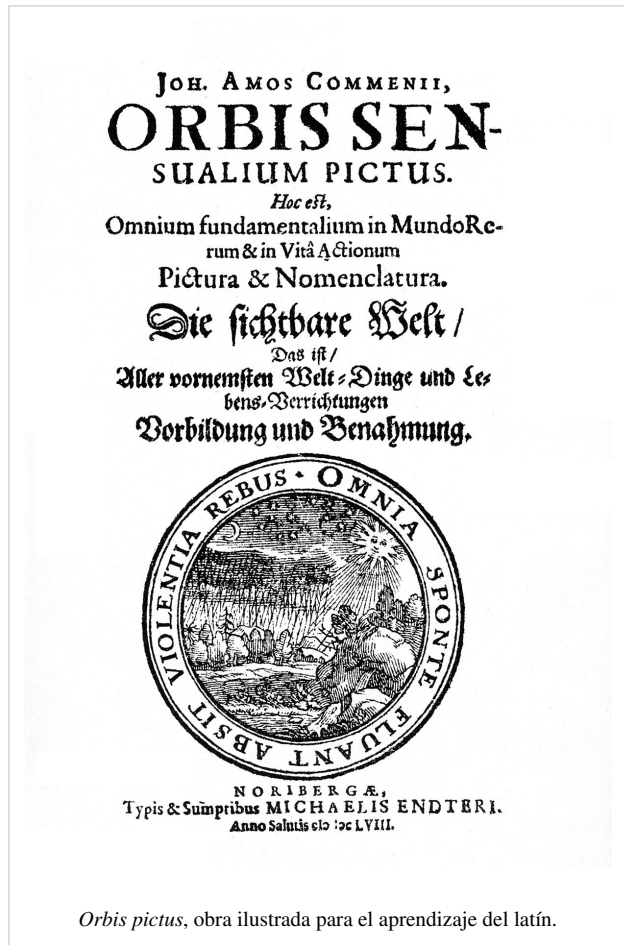 JOH. AMOS COMMENII,
ORBIS SEN-
SUALIUM PICTUS.
Hoc eſt,
Omnium fundamentalium in Mundo Re-
rum & in Vitâ Actionum
Pictura & Nomenclatura.
Die ſichtbare Welt /
Das iſt /
Aller vornemſten Welt-Dinge und Le-
bens-Verrichtungen
Vorbildung und Benahmung.
OMNIA SPONTE FLUANT ABSIT VIOLENTIA REBUS ·
NORIBERGÆ,
Typis & Sumptibus MICHAELIS ENDTERI.
Anno Salutis cIↄ Iↄc LVIII.
Orbis pictus, obra ilustrada para el aprendizaje del latín.